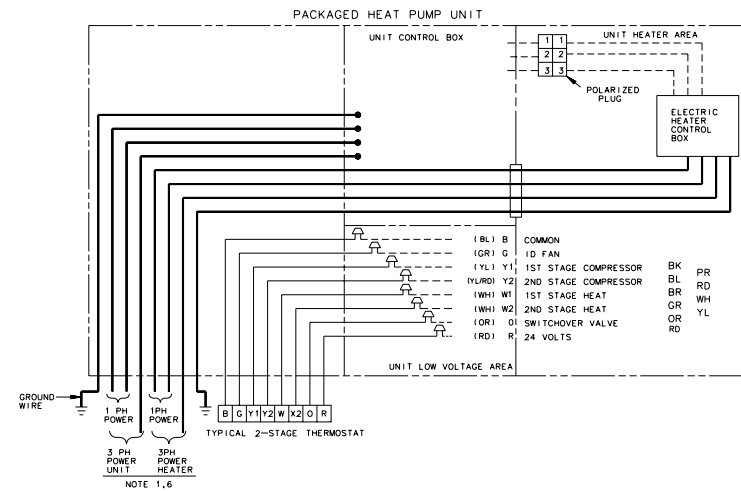 PACKAGED HEAT PUMP UNIT
UNIT CONTROL BOX
UNIT HEATER AREA
1 1
2 2
3 3
POLARIZED
PLUG
ELECTRIC
HEATER
CONTROL
BOX
(BL) B COMMON
(GR) G ID FAN
(YL) Y1 1ST STAGE COMPRESSOR
(YL/RD) Y2 2ND STAGE COMPRESSOR
(WH) W1 1ST STAGE HEAT
(WH) W2 2ND STAGE HEAT
(OR) O SWITCHOVER VALVE
(RD) R 24 VOLTS
BK
BL
BR
GR
OR
RD
PR
RD
WH
YL
UNIT LOW VOLTAGE AREA
GROUND
WIRE
1 PH
POWER
1PH
POWER
B G Y1 Y2 W X2 O R
TYPICAL 2-STAGE THERMOSTAT
3 PH
POWER
UNIT
3PH
POWER
HEATER
NOTE 1,6